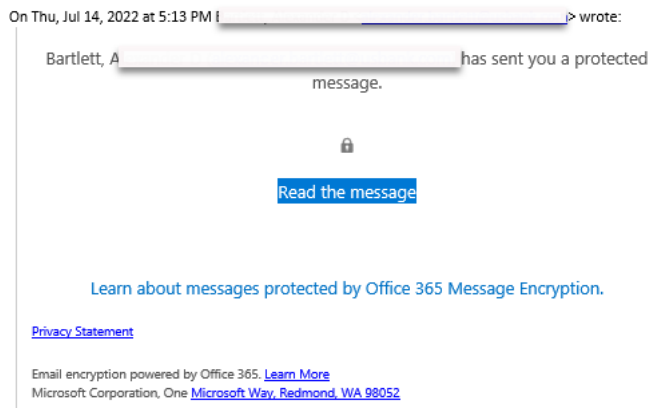 On Thu, Jul 14, 2022 at 5:13 PM
> wrote:
Bartlett, A
has sent you a protected
message.
Read the message
Learn about messages protected by Office 365 Message Encryption.
Privacy Statement
Email encryption powered by Office 365. Learn More
Microsoft Corporation, One Microsoft Way, Redmond, WA 98052